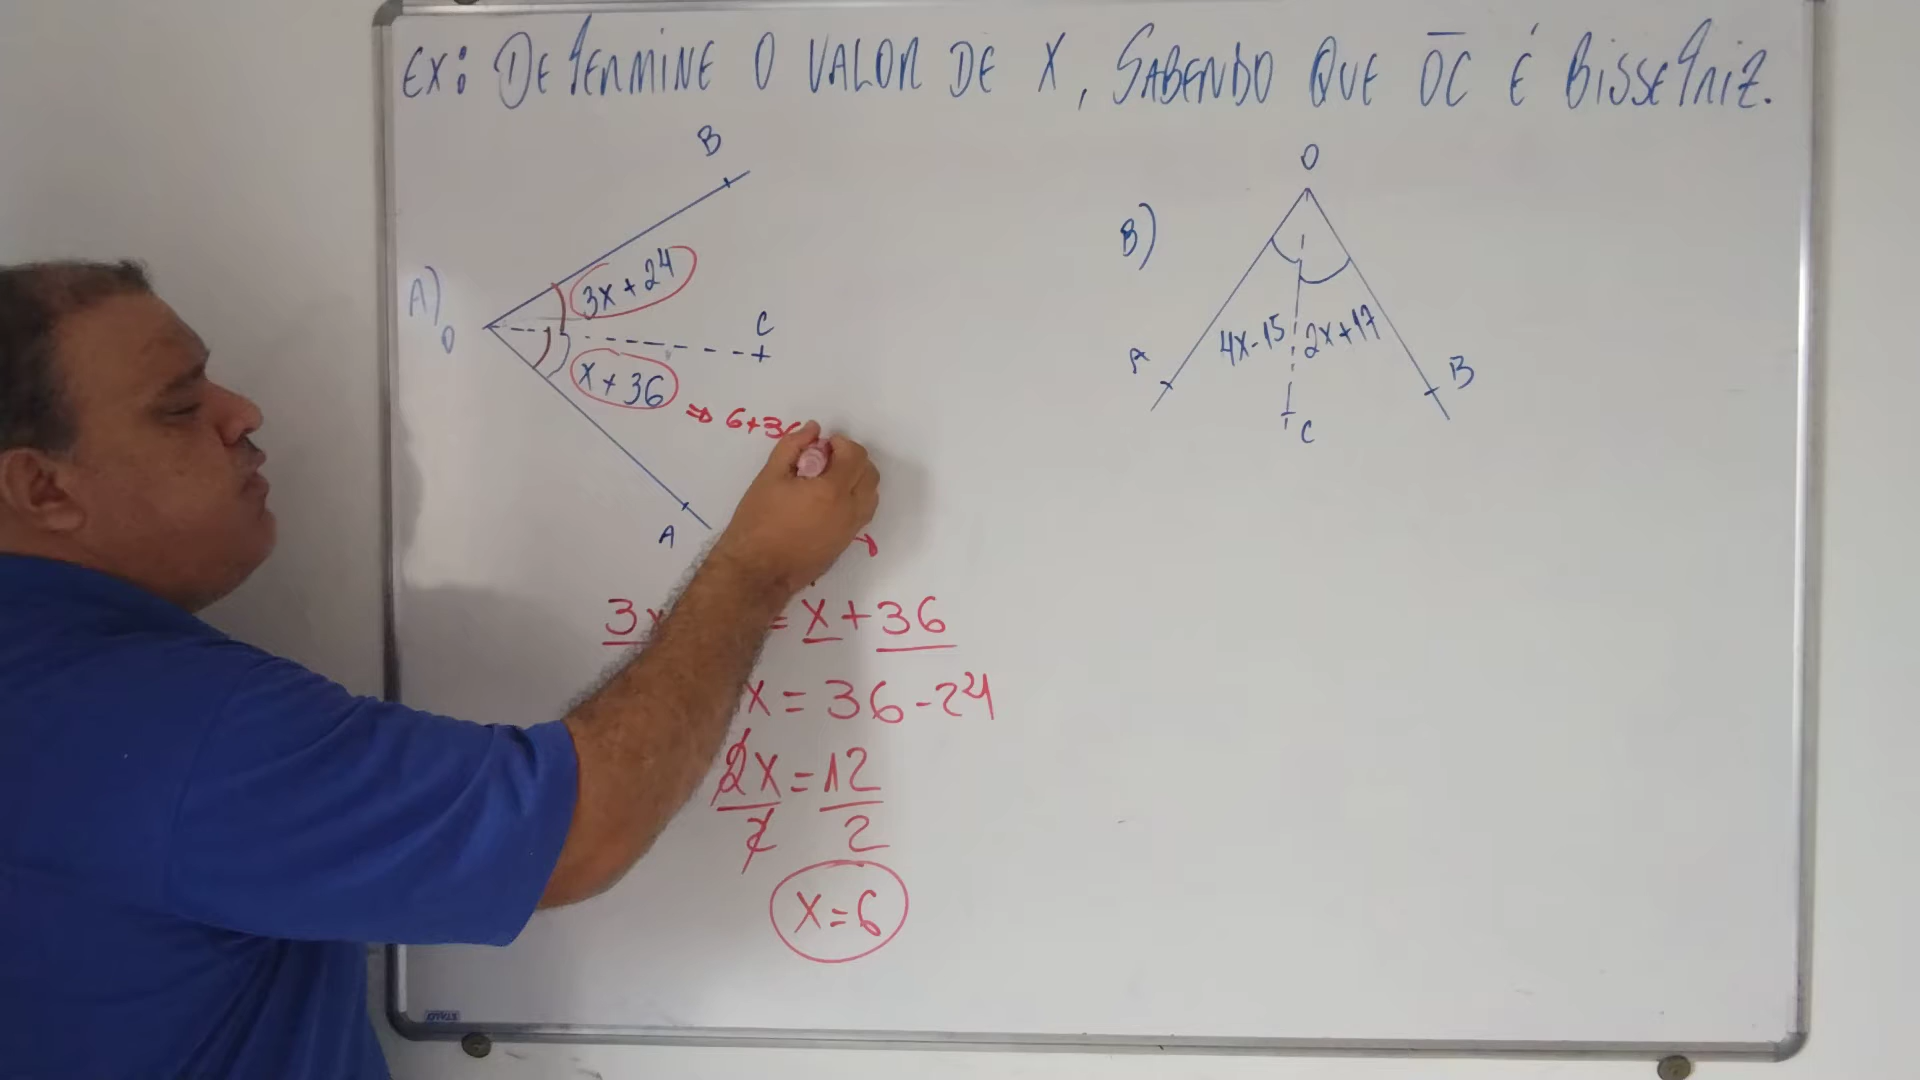 EX: DETERMINE O VALOR DE X, SABENDO QUE OC É BISSETRIZ.
B
A)
O
3x + 24
C
x + 36
⇒ 6+36
A
3x = x + 36
x = 36 - 24
2x = 12
2 2
x = 6
O
B)
4x - 15
2x + 17
A
B
C